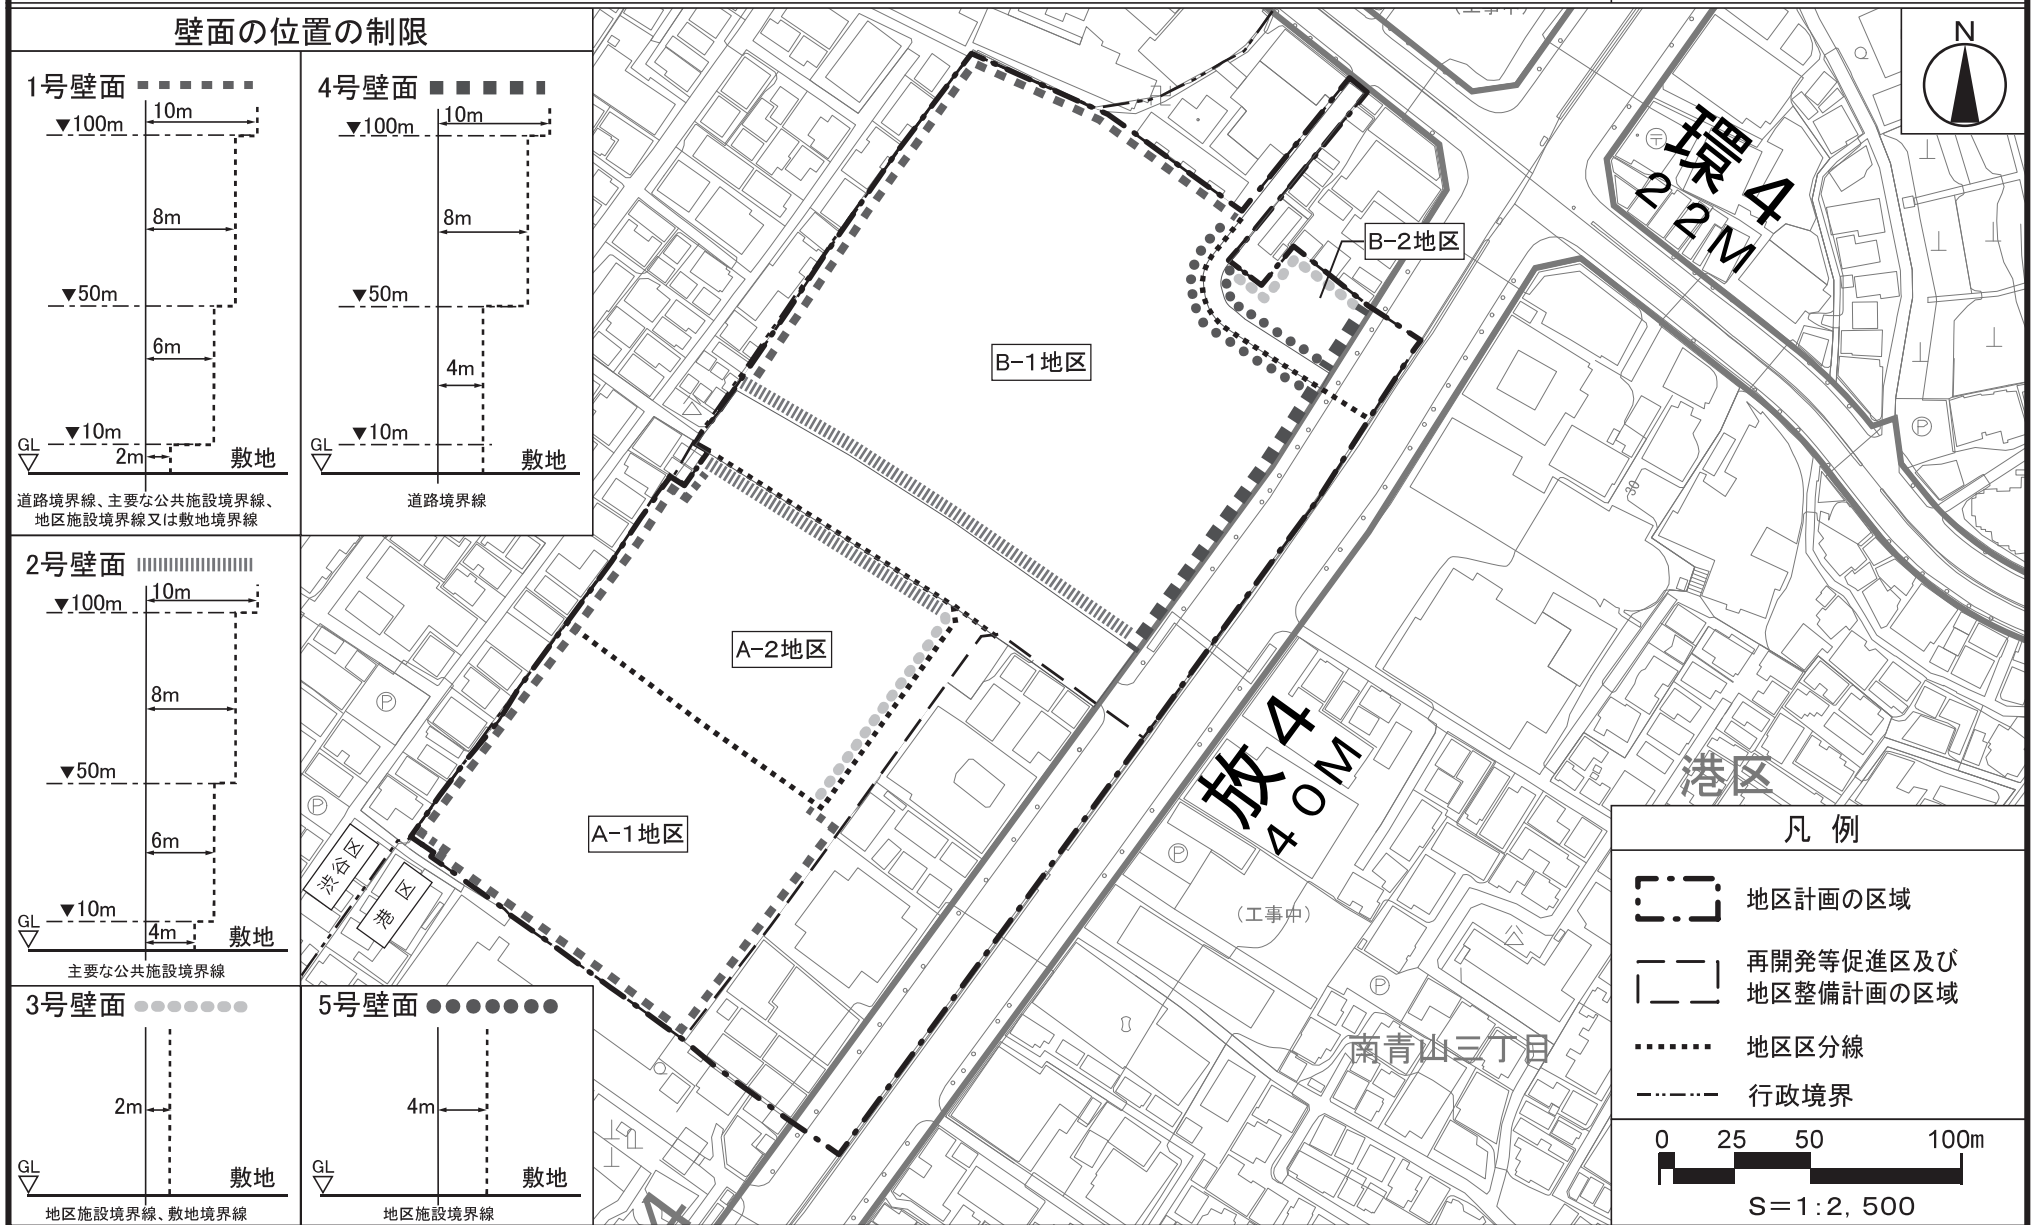 壁面の位置の制限
1号壁面
10m
▼100m
8m
▼50m
6m
▼10m
GL
2m
敷地
道路境界線、主要な公共施設境界線、
地区施設境界線又は敷地境界線
4号壁面
10m
▼100m
8m
▼50m
4m
▼10m
GL
敷地
道路境界線
2号壁面
10m
▼100m
8m
▼50m
6m
▼10m
GL
4m
敷地
主要な公共施設境界線
3号壁面
2m
GL
敷地
地区施設境界線、敷地境界線
5号壁面
4m
GL
敷地
地区施設境界線
(工事中)
N
環4
22M
B-2地区
B-1地区
A-2地区
A-1地区
放4
40M
港区
渋谷区
港区
(工事中)
南青山三丁目
4
凡例
地区計画の区域
再開発等促進区及び
地区整備計画の区域
地区区分線
行政境界
0 25 50 100m
S=1:2,500